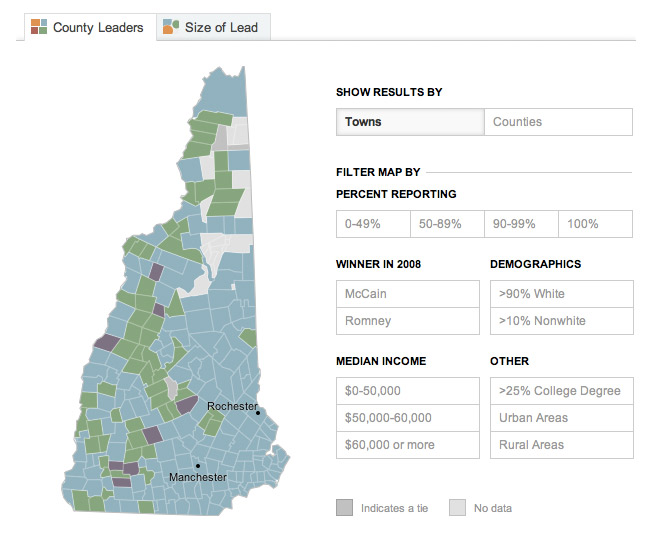 County Leaders
Size of Lead
SHOW RESULTS BY
Towns
Counties
FILTER MAP BY
PERCENT REPORTING
0-49%
50-89%
90-99%
100%
WINNER IN 2008
DEMOGRAPHICS
McCain
>90% White
Romney
>10% Nonwhite
MEDIAN INCOME
OTHER
$0-50,000
>25% College Degree
$50,000-60,000
Urban Areas
$60,000 or more
Rural Areas
Rochester
Manchester
Indicates a tie
No data